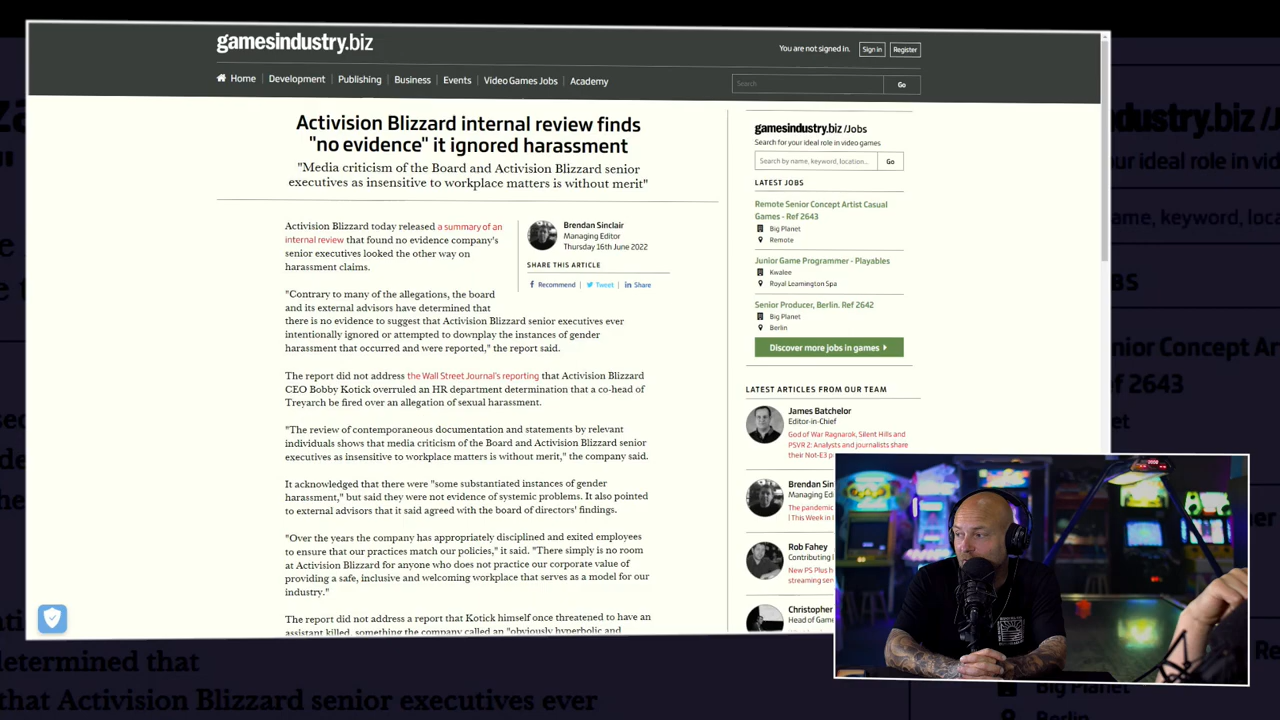 gamesindustry.biz
You are not signed in. Sign in Register
Home Development Publishing Business Events Video Games Jobs Academy
Search Go
Activision Blizzard internal review finds
"no evidence" it ignored harassment
"Media criticism of the Board and Activision Blizzard senior
executives as insensitive to workplace matters is without merit"
Activision Blizzard today released a summary of an
internal review that found no evidence company's
senior executives looked the other way on
harassment claims.
Brendan Sinclair
Managing Editor
Thursday 16th June 2022
SHARE THIS ARTICLE
Recommend Tweet Share
"Contrary to many of the allegations, the board
and its external advisors have determined that
there is no evidence to suggest that Activision Blizzard senior executives ever
intentionally ignored or attempted to downplay the instances of gender
harassment that occurred and were reported," the report said.
The report did not address the Wall Street Journal's reporting that Activision Blizzard
CEO Bobby Kotick overruled an HR department determination that a co-head of
Treyarch be fired over an allegation of sexual harassment.
"The review of contemporaneous documentation and statements by relevant
individuals shows that media criticism of the Board and Activision Blizzard senior
executives as insensitive to workplace matters is without merit," the company said.
It acknowledged that there were "some substantiated instances of gender
harassment," but said they were not evidence of systemic problems. It also pointed
to external advisors that it said agreed with the board of directors' findings.
"Over the years the company has appropriately disciplined and exited employees
to ensure that our practices match our policies," it said. "There simply is no room
at Activision Blizzard for anyone who does not practice our corporate value of
providing a safe, inclusive and welcoming workplace that serves as a model for our
industry."
The report did not address a report that Kotick himself once threatened to have an
assistant killed, something the company called an "obviously hyperbolic and
gamesindustry.biz /Jobs
Search for your ideal role in video games
Search by name, keyword, location... Go
LATEST JOBS
Remote Senior Concept Artist Casual
Games - Ref 2643
Big Planet
Remote
Junior Game Programmer - Playables
Kwalee
Royal Leamington Spa
Senior Producer, Berlin. Ref 2642
Big Planet
Berlin
Discover more jobs in games
LATEST ARTICLES FROM OUR TEAM
James Batchelor
Editor-in-Chief
God of War Ragnarok, Silent Hills and
PSVR 2: Analysts and journalists share
their Not-E3 p
Brendan Sin
Managing Edi
The pandemic
| This Week in
Rob Fahey
Contributing
New PS Plus h
streaming ser
Christopher
Head of Game
determined that
that Activision Blizzard senior executives ever
Big Planet
Berlin